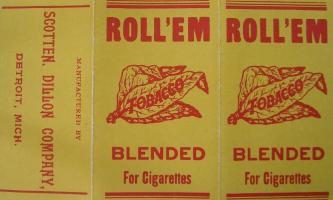 MANUFACTURED BY
SCOTTEN, DILLON COMPANY,
DETROIT, MICH.
ROLL'EM
TOBACCO
BLENDED
For Cigarettes
ROLL'EM
TOBACCO
BLENDED
For Cigarettes